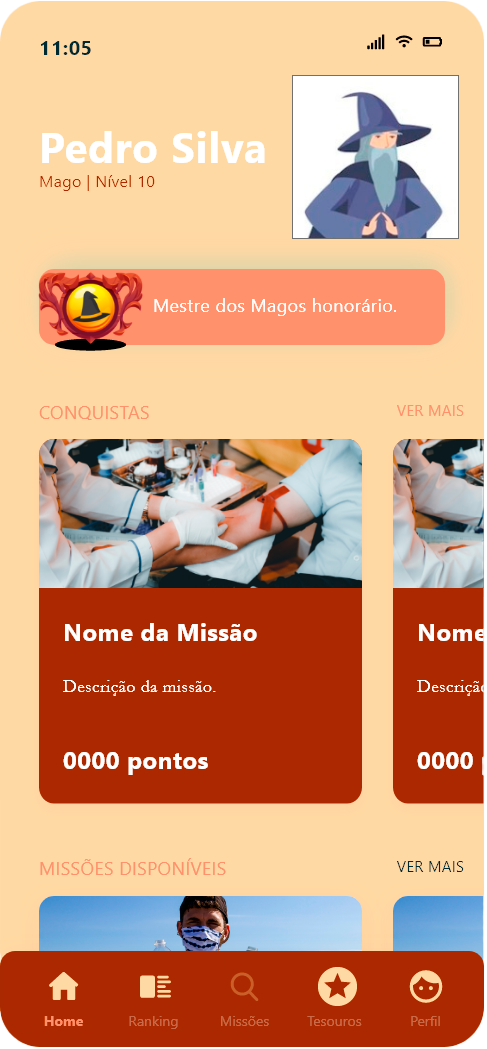 11:05
Pedro Silva
Mago | Nível 10
Mestre dos Magos honorário.
CONQUISTAS
VER MAIS
Nome da Missão
Nome
Descrição da missão.
Descriçã
0000 pontos
0000
MISSÕES DISPONÍVEIS
VER MAIS
Home
Ranking
Missões
Tesouros
Perfil